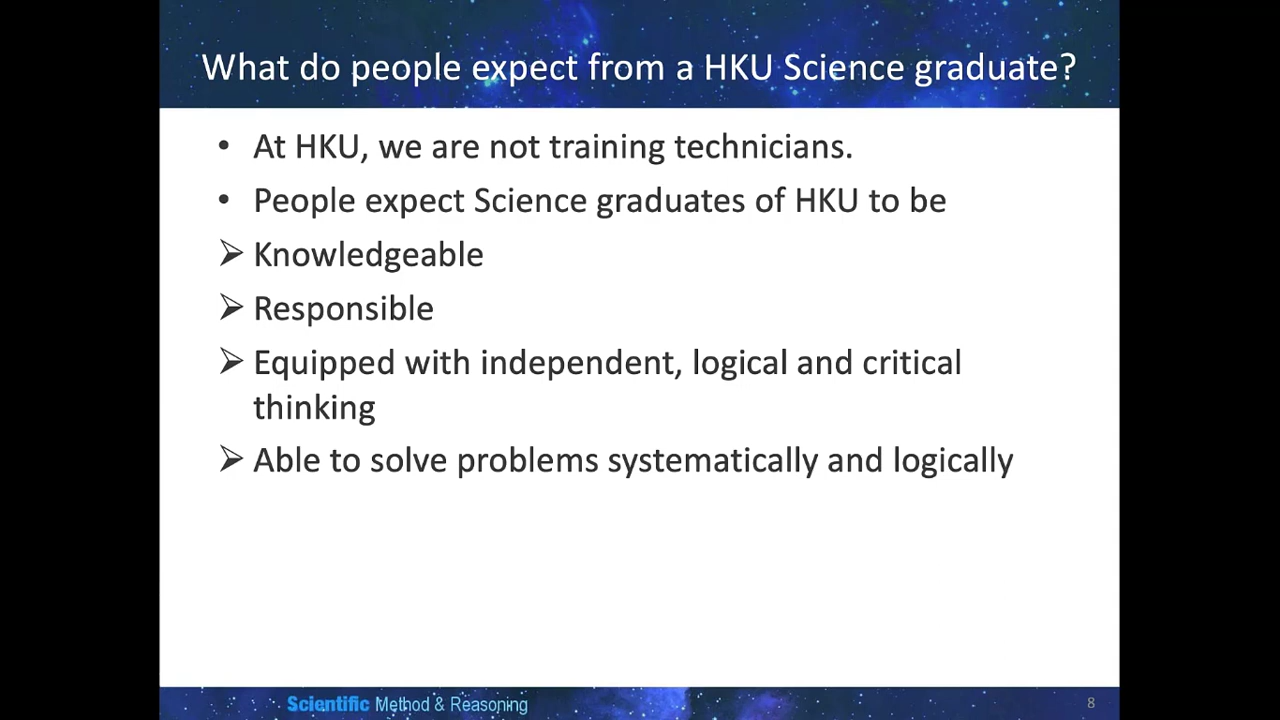 What do people expect from a HKU Science graduate?
• At HKU, we are not training technicians.
• People expect Science graduates of HKU to be
➢ Knowledgeable
➢ Responsible
➢ Equipped with independent, logical and critical
thinking
➢ Able to solve problems systematically and logically
Scientific Method & Reasoning
8